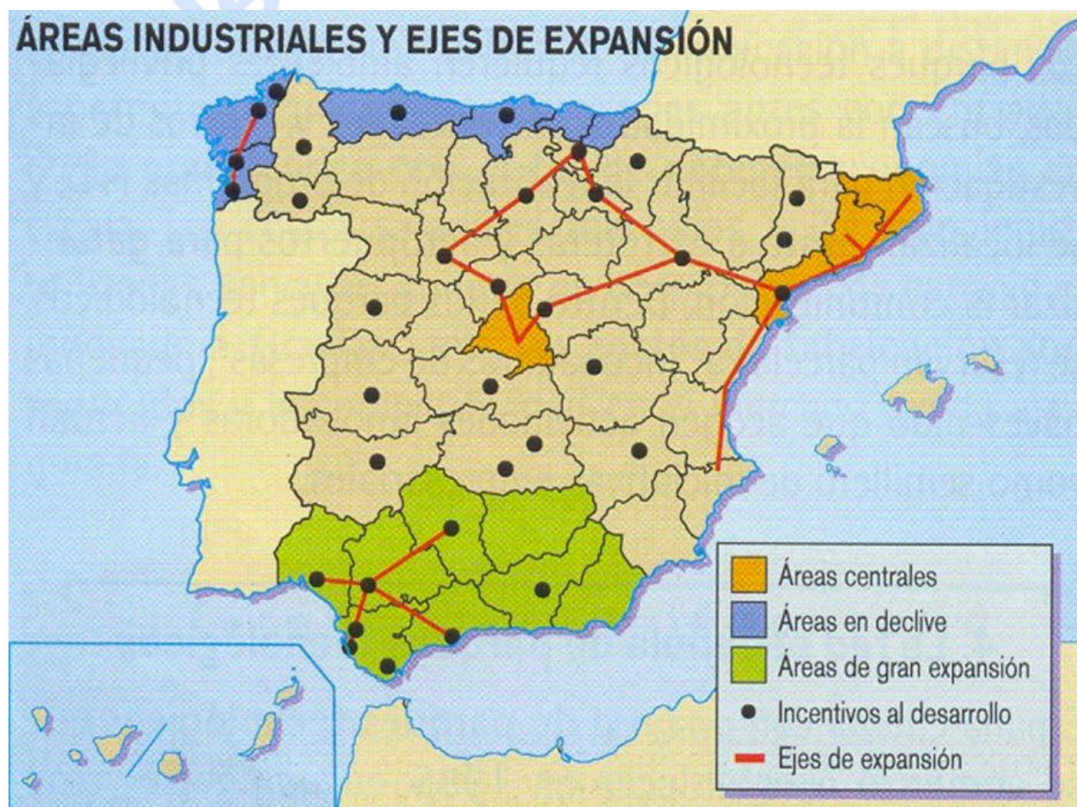 ÁREAS INDUSTRIALES Y EJES DE EXPANSIÓN
Áreas centrales
Áreas en declive
Áreas de gran expansión
Incentivos al desarrollo
Ejes de expansión